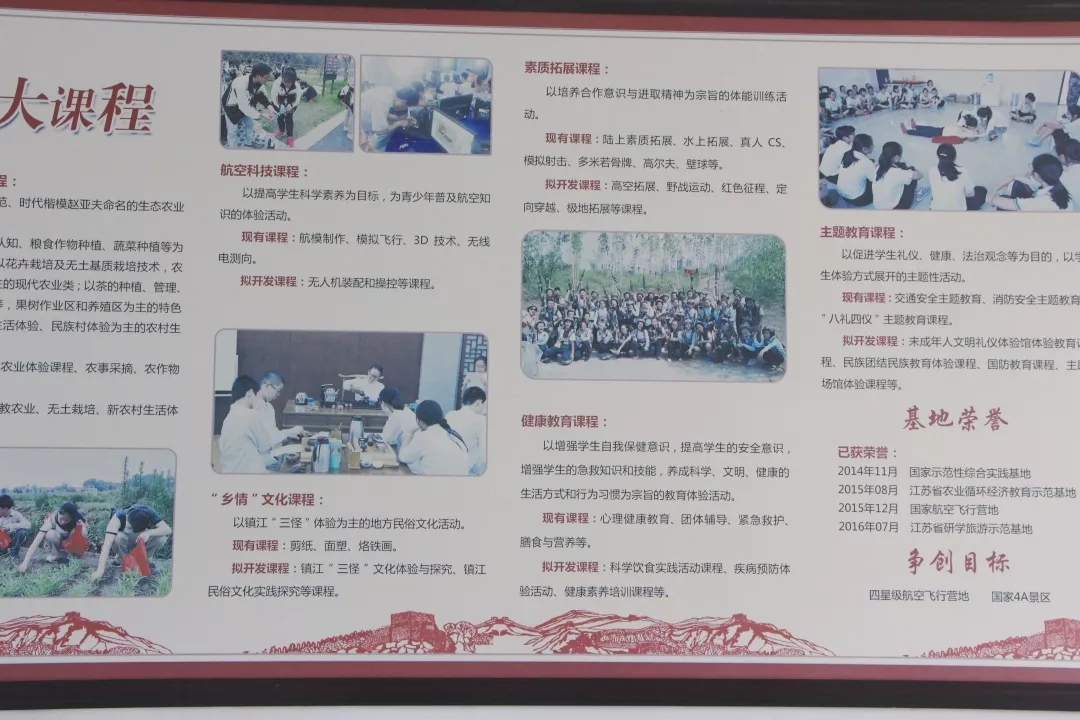 大课程
程：
范、时代楷模赵亚夫命名的生态农业
认知、粮食作物种植、蔬菜种植等为
以花卉栽培及无土基质栽培技术，农
主的现代农业类；以茶的种植、管理、
等，果树作业区和养殖区为主的特色
生活体验、民族村体验为主的农村生
农业体验课程、农事采摘、农作物
教农业、无土栽培、新农村生活体
航空科技课程：
以提高学生科学素养为目标，为青少年普及航空知
识的体验活动。
现有课程：航模制作、模拟飞行、3D 技术、无线
电测向。
拟开发课程：无人机装配和操控等课程。
“乡情”文化课程：
以镇江“三怪”体验为主的地方民俗文化活动。
现有课程：剪纸、面塑、烙铁画。
拟开发课程：镇江“三怪”文化体验与探究、镇江
民俗文化实践探究等课程。
素质拓展课程：
以培养合作意识与进取精神为宗旨的体能训练活
动。
现有课程：陆上素质拓展、水上拓展、真人 CS、
模拟射击、多米若骨牌、高尔夫、壁球等。
拟开发课程：高空拓展、野战运动、红色征程、定
向穿越、极地拓展等课程。
健康教育课程：
以增强学生自我保健意识，提高学生的安全意识，
增强学生的急救知识和技能，养成科学、文明、健康的
生活方式和行为习惯为宗旨的教育体验活动。
现有课程：心理健康教育、团体辅导、紧急救护、
膳食与营养等。
拟开发课程：科学饮食实践活动课程、疾病预防体
验活动、健康素养培训课程等。
主题教育课程：
以促进学生礼仪、健康、法治观念等为目的，以学
生体验方式展开的主题性活动。
现有课程：交通安全主题教育、消防安全主题教育
“八礼四仪”主题教育课程。
拟开发课程：未成年人文明礼仪体验馆体验教育课
程、民族团结民族教育体验课程、国防教育课程、主题
场馆体验课程等。
基地荣誉
已获荣誉：
2014年11月 国家示范性综合实践基地
2015年08月 江苏省农业循环经济教育示范基地
2015年12月 国家航空飞行营地
2016年07月 江苏省研学旅游示范基地
争创目标
四星级航空飞行营地 国家4A景区